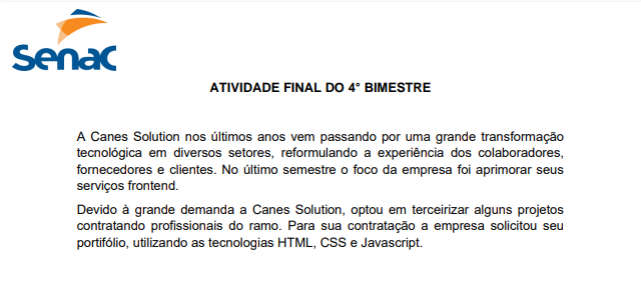 Senac
ATIVIDADE FINAL DO 4° BIMESTRE
A Canes Solution nos últimos anos vem passando por uma grande transformação
tecnológica em diversos setores, reformulando a experiência dos colaboradores,
fornecedores e clientes. No último semestre o foco da empresa foi aprimorar seus
serviços frontend.
Devido à grande demanda a Canes Solution, optou em terceirizar alguns projetos
contratando profissionais do ramo. Para sua contratação a empresa solicitou seu
portifólio, utilizando as tecnologias HTML, CSS e Javascript.